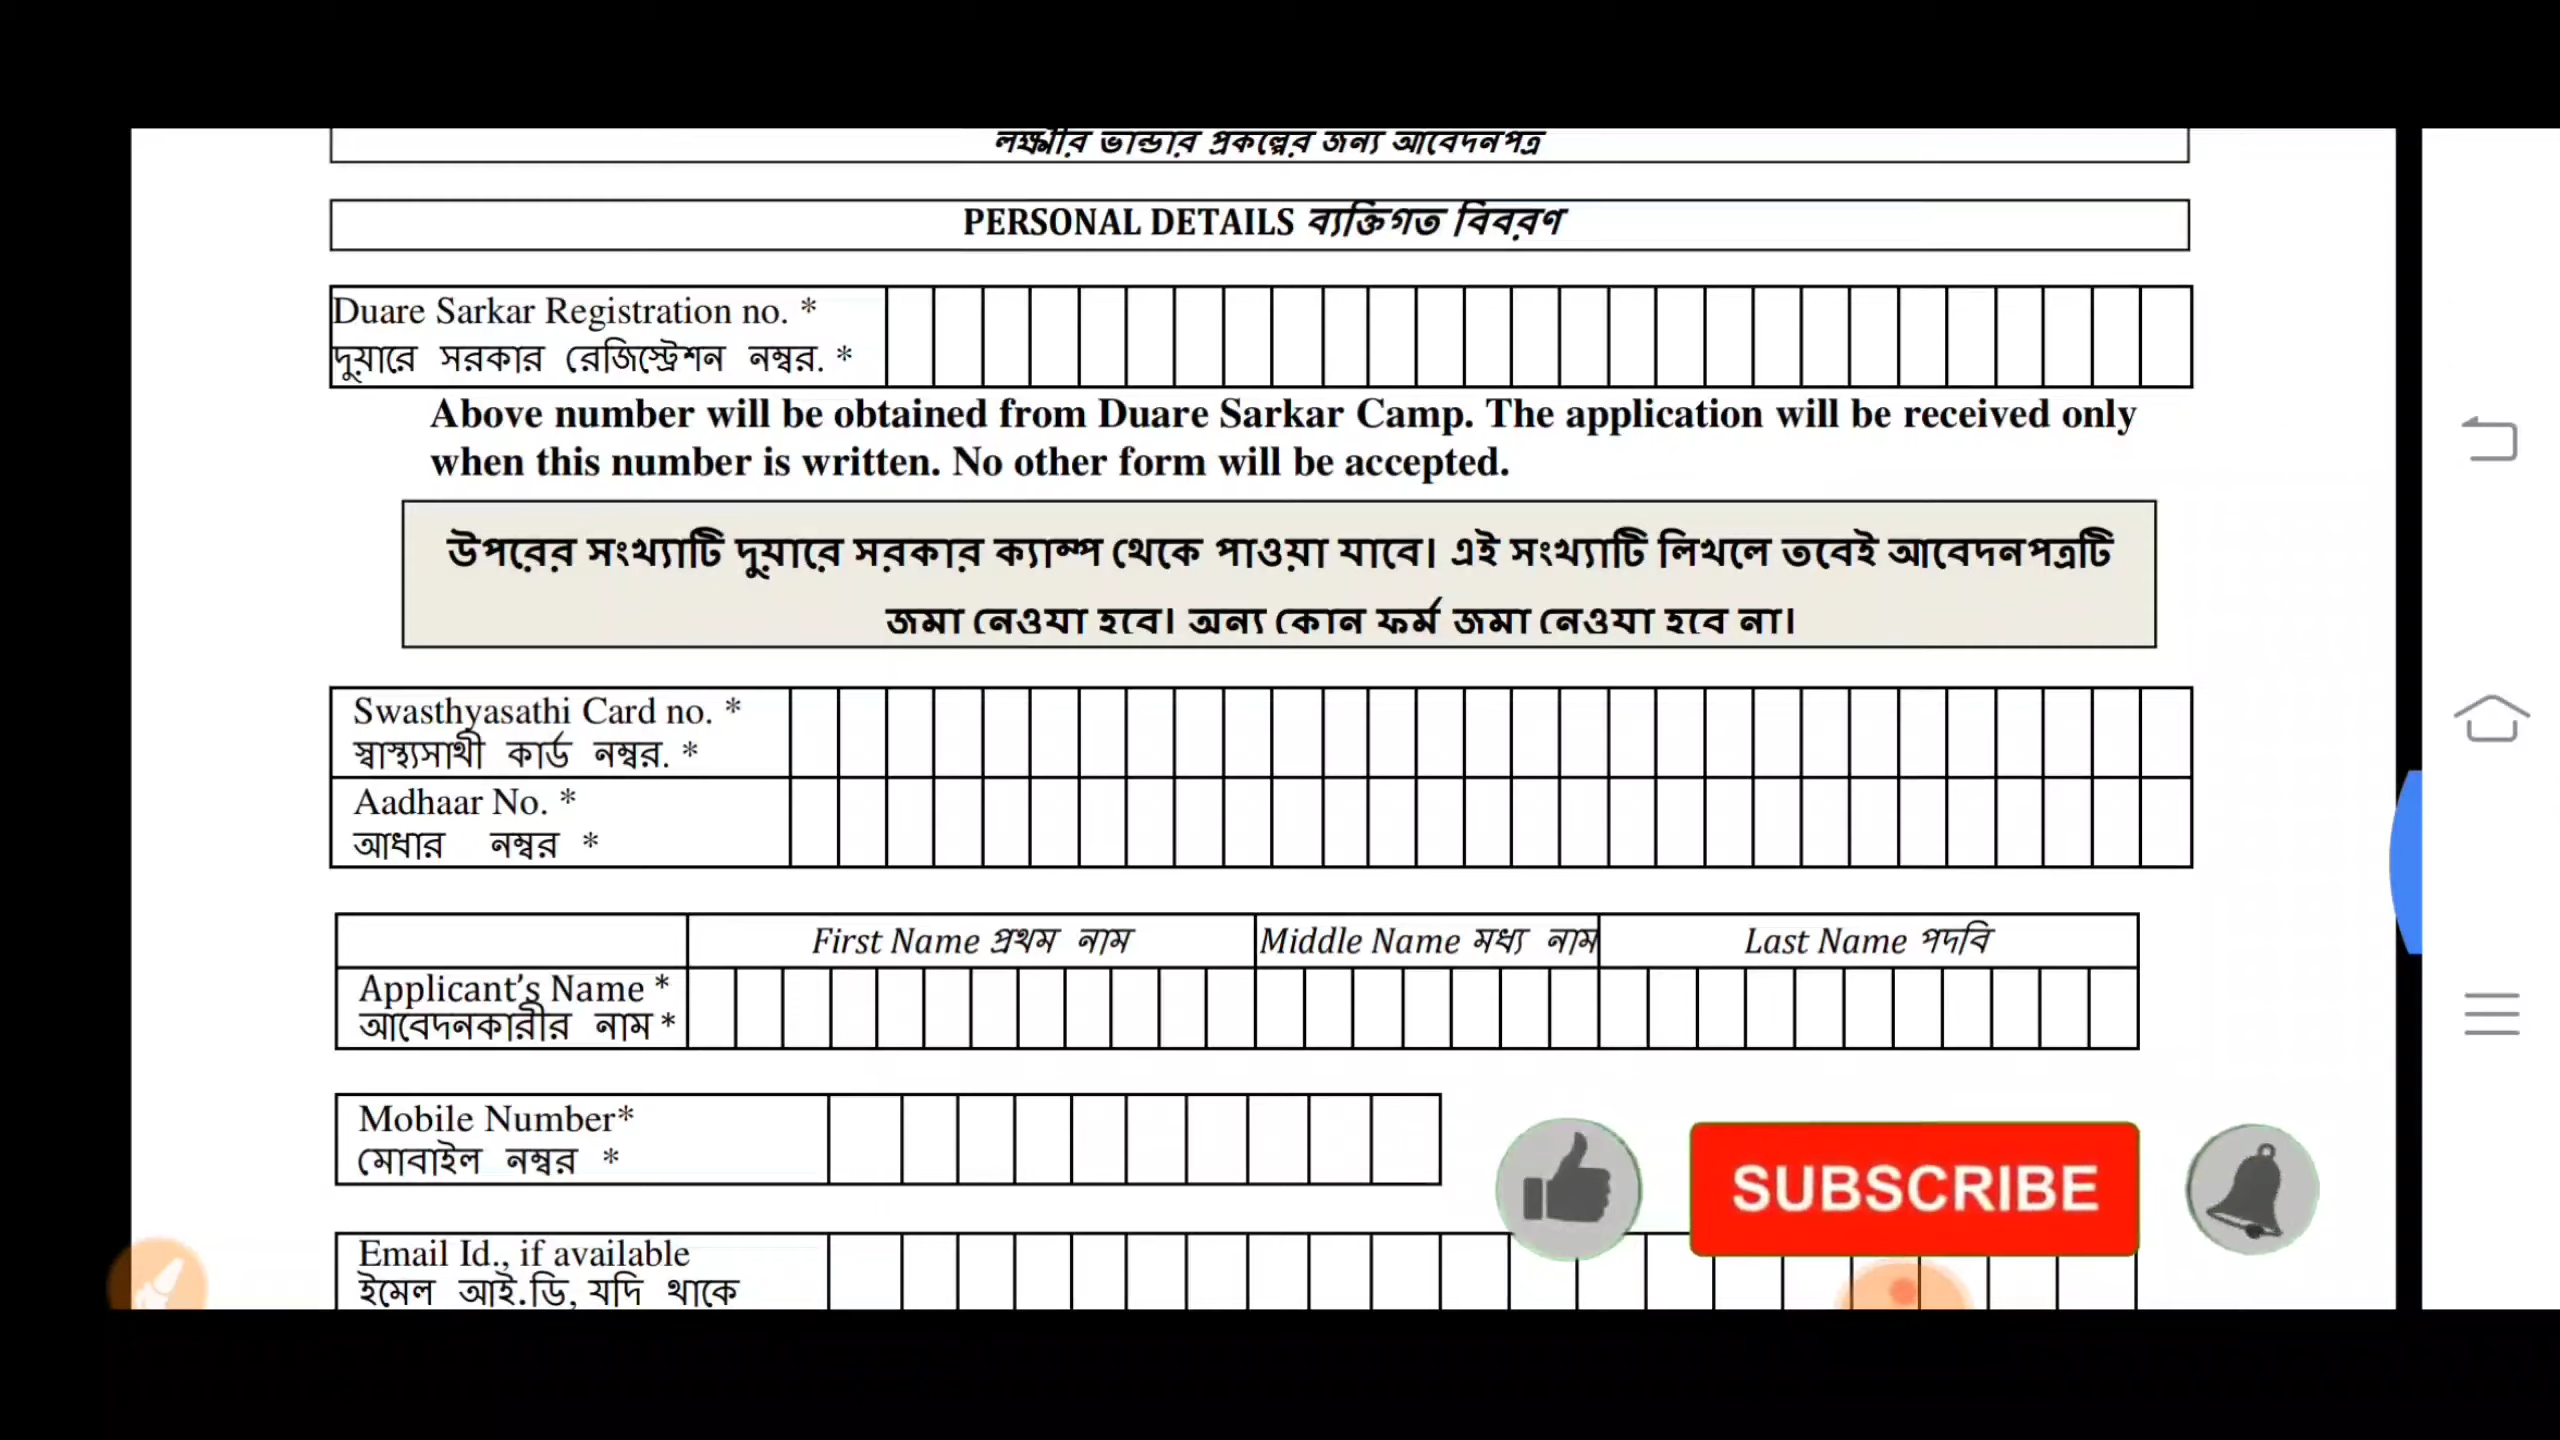 লক্ষ্মীর ভান্ডার প্রকল্পের জন্য আবেদনপত্র
PERSONAL DETAILS ব্যক্তিগত বিবরণ
Duare Sarkar Registration no. *
দুয়ারে সরকার রেজিস্ট্রেশন নম্বর. *
Above number will be obtained from Duare Sarkar Camp. The application will be received only
when this number is written. No other form will be accepted.
উপরের সংখ্যাটি দুয়ারে সরকার ক্যাম্প থেকে পাওয়া যাবে। এই সংখ্যাটি লিখলে তবেই আবেদনপত্রটি
জমা নেওয়া হবে। অন্য কোন ফর্ম জমা নেওয়া হবে না।
Swasthyasathi Card no. *
স্বাস্থ্যসাথী কার্ড নম্বর. *
Aadhaar No. *
আধার নম্বর *
First Name প্রথম নাম Middle Name মধ্য নাম Last Name পদবি
Applicant's Name *
আবেদনকারীর নাম *
Mobile Number*
মোবাইল নম্বর *
SUBSCRIBE
Email Id., if available
ইমেল আই.ডি, যদি থাকে